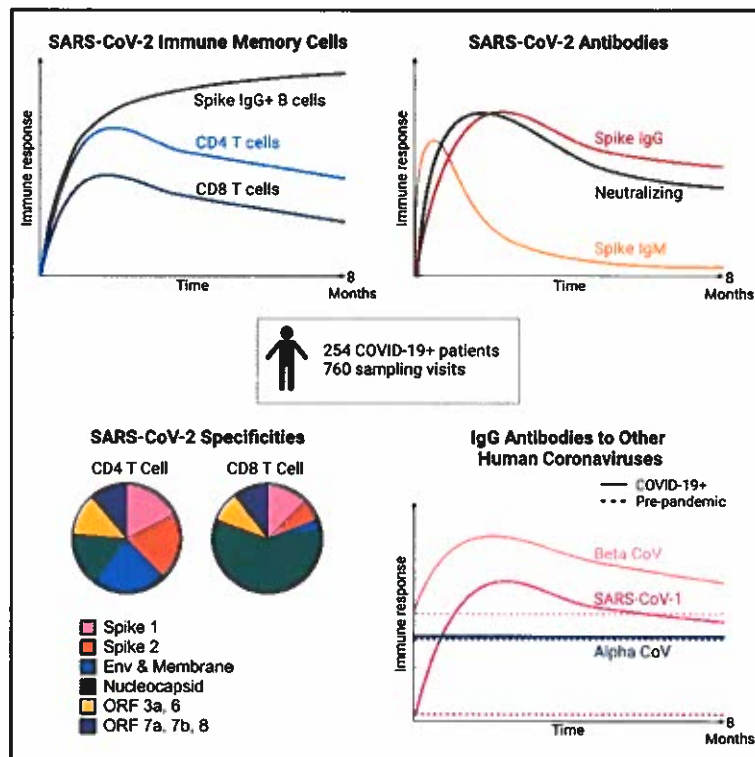 SARS-CoV-2 Immune Memory Cells
Immune response
Spike IgG+ B cells
CD4 T cells
CD8 T cells
Time
8
Months
SARS-CoV-2 Antibodies
Immune response
Spike IgG
Neutralizing
Spike IgM
Time
8
Months
254 COVID-19+ patients
760 sampling visits
SARS-CoV-2 Specificities
CD4 T Cell
CD8 T Cell
Spike 1
Spike 2
Env & Membrane
Nucleocapsid
ORF 3a, 6
ORF 7a, 7b, 8
IgG Antibodies to Other
Human Coronaviruses
COVID-19+
Pre-pandemic
Immune response
Beta CoV
SARS-CoV-1
Alpha CoV
Time
8
Months